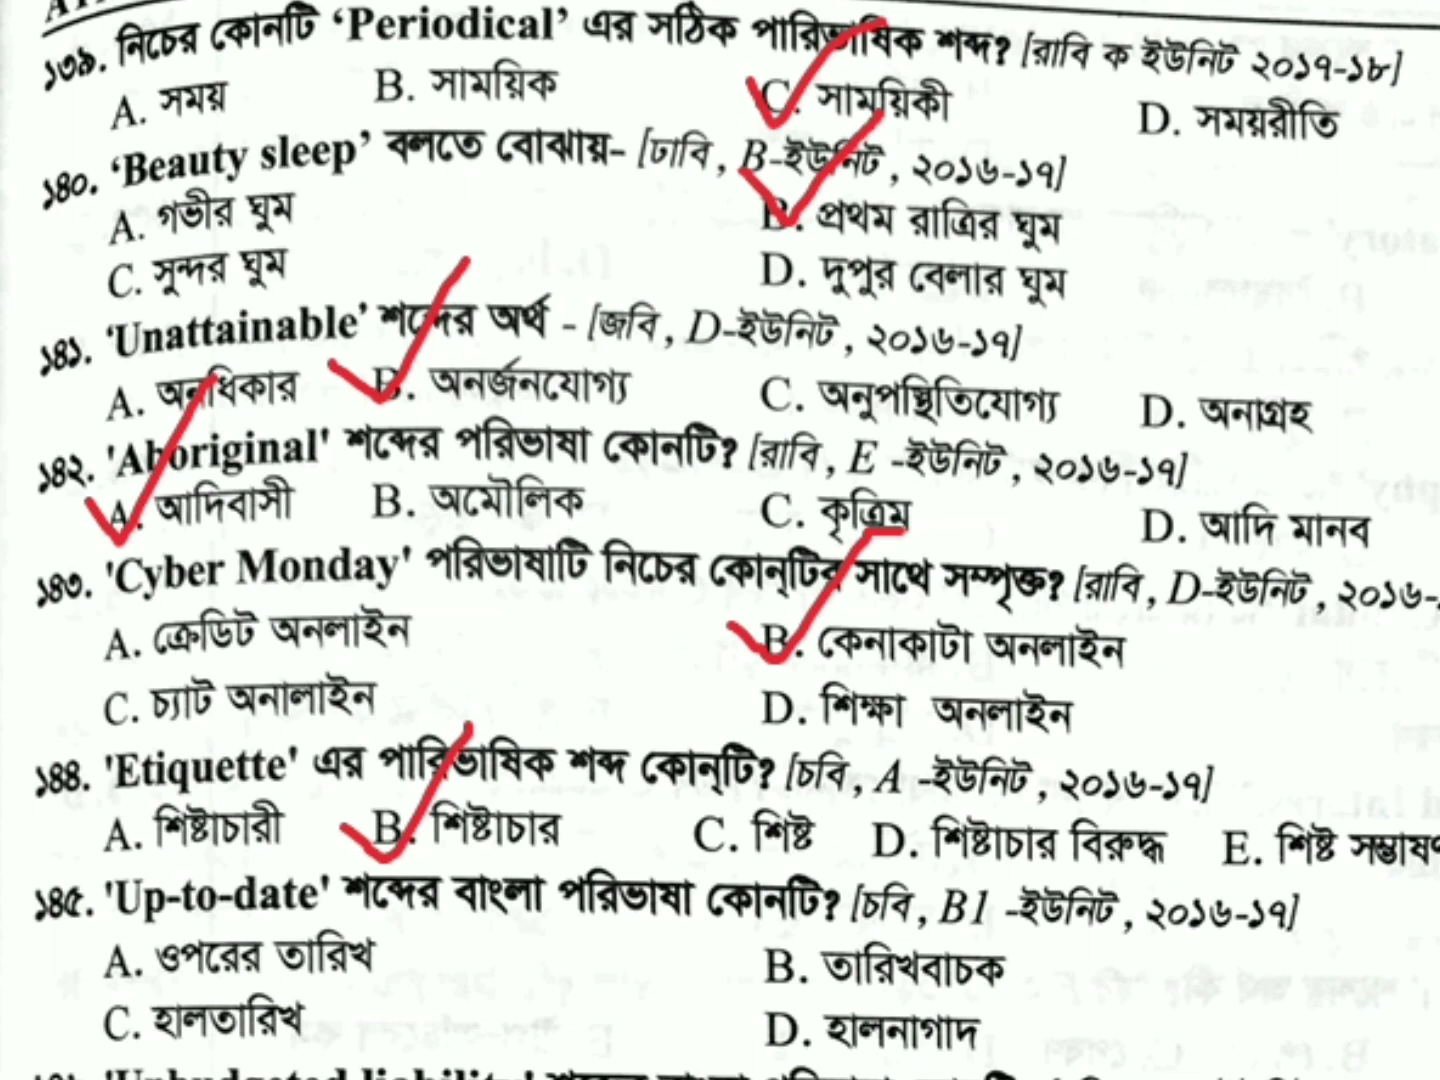 ১৩৯. নিচের কোনটি ‘Periodical’ এর সঠিক পারিভাষিক শব্দ? [রাবি ক ইউনিট ২০১৭-১৮]
A. সময় B. সাময়িক C. সাময়িকী D. সময়রীতি
১৪০. ‘Beauty sleep’ বলতে বোঝায়- [ঢাবি, B-ইউনিট, ২০১৬-১৭]
A. গভীর ঘুম B. প্রথম রাত্রির ঘুম
C. সুন্দর ঘুম D. দুপুর বেলার ঘুম
১৪১. ‘Unattainable’ শব্দের অর্থ - [জবি, D-ইউনিট, ২০১৬-১৭]
A. অনধিকার B. অনর্জনযোগ্য C. অনুপস্থিতিযোগ্য D. অনাগ্রহ
১৪২. 'Aboriginal' শব্দের পরিভাষা কোনটি? [রাবি, E -ইউনিট, ২০১৬-১৭]
A. আদিবাসী B. অমৌলিক C. কৃত্রিম D. আদি মানব
১৪৩. 'Cyber Monday' পরিভাষাটি নিচের কোন্‌টির সাথে সম্পৃক্ত? [রাবি, D-ইউনিট, ২০১৬-
A. ক্রেডিট অনলাইন B. কেনাকাটা অনলাইন
C. চ্যাট অনালাইন D. শিক্ষা অনলাইন
১৪৪. 'Etiquette' এর পারিভাষিক শব্দ কোন্‌টি? [চবি, A -ইউনিট, ২০১৬-১৭]
A. শিষ্টাচারী B. শিষ্টাচার C. শিষ্ট D. শিষ্টাচার বিরুদ্ধ E. শিষ্ট সম্ভাষণ
১৪৫. 'Up-to-date' শব্দের বাংলা পরিভাষা কোনটি? [চবি, B1 -ইউনিট, ২০১৬-১৭]
A. ওপরের তারিখ B. তারিখবাচক
C. হালতারিখ D. হালনাগাদ